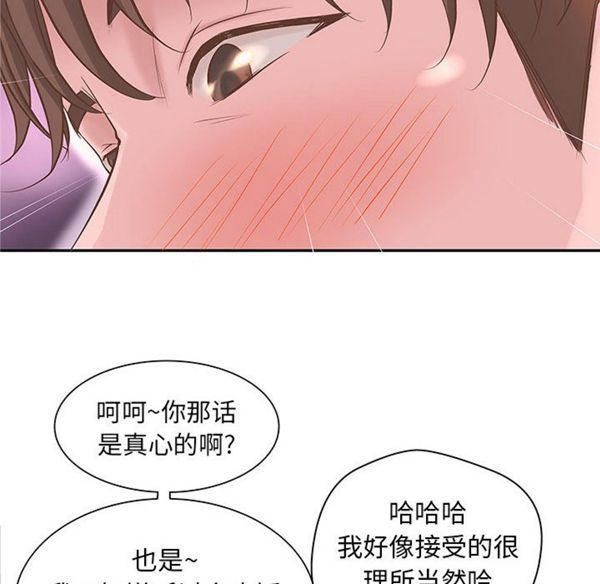 呵呵~你那话
是真心的啊?
也是~
哈哈哈
我好像接受的很
理所当然哈